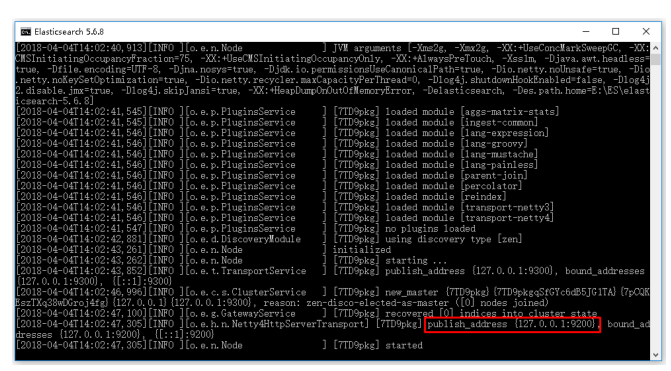 Elasticsearch 5.6.8
[2018-04-04T14:02:40,913][INFO ][o.e.n.Node               ] JVM arguments [-Xms2g, -Xmx2g, -XX:+UseConcMarkSweepGC, -XX:
CMSInitiatingOccupancyFraction=75, -XX:+UseCMSInitiatingOccupancyOnly, -XX:+AlwaysPreTouch, -Xss1m, -Djava.awt.headless=
true, -Dfile.encoding=UTF-8, -Djna.nosys=true, -Djdk.io.permissionsUseCanonicalPath=true, -Dio.netty.noUnsafe=true, -Dio
.netty.noKeySetOptimization=true, -Dio.netty.recycler.maxCapacityPerThread=0, -Dlog4j.shutdownHookEnabled=false, -Dlog4j
2.disable.jmx=true, -Dlog4j.skipJansi=true, -XX:+HeapDumpOnOutOfMemoryError, -Delasticsearch, -Des.path.home=E:\ES\elast
icsearch-5.6.8]
[2018-04-04T14:02:41,545][INFO ][o.e.p.PluginsService     ] [7TD9pkg] loaded module [aggs-matrix-stats]
[2018-04-04T14:02:41,545][INFO ][o.e.p.PluginsService     ] [7TD9pkg] loaded module [ingest-common]
[2018-04-04T14:02:41,546][INFO ][o.e.p.PluginsService     ] [7TD9pkg] loaded module [lang-expression]
[2018-04-04T14:02:41,546][INFO ][o.e.p.PluginsService     ] [7TD9pkg] loaded module [lang-groovy]
[2018-04-04T14:02:41,546][INFO ][o.e.p.PluginsService     ] [7TD9pkg] loaded module [lang-mustache]
[2018-04-04T14:02:41,546][INFO ][o.e.p.PluginsService     ] [7TD9pkg] loaded module [lang-painless]
[2018-04-04T14:02:41,546][INFO ][o.e.p.PluginsService     ] [7TD9pkg] loaded module [parent-join]
[2018-04-04T14:02:41,546][INFO ][o.e.p.PluginsService     ] [7TD9pkg] loaded module [percolator]
[2018-04-04T14:02:41,546][INFO ][o.e.p.PluginsService     ] [7TD9pkg] loaded module [reindex]
[2018-04-04T14:02:41,546][INFO ][o.e.p.PluginsService     ] [7TD9pkg] loaded module [transport-netty3]
[2018-04-04T14:02:41,546][INFO ][o.e.p.PluginsService     ] [7TD9pkg] loaded module [transport-netty4]
[2018-04-04T14:02:41,547][INFO ][o.e.p.PluginsService     ] [7TD9pkg] no plugins loaded
[2018-04-04T14:02:42,881][INFO ][o.e.d.DiscoveryModule    ] [7TD9pkg] using discovery type [zen]
[2018-04-04T14:02:43,261][INFO ][o.e.n.Node               ] initialized
[2018-04-04T14:02:43,262][INFO ][o.e.n.Node               ] [7TD9pkg] starting ...
[2018-04-04T14:02:43,852][INFO ][o.e.t.TransportService   ] [7TD9pkg] publish_address {127.0.0.1:9300}, bound_addresses
{127.0.0.1:9300}, {[::1]:9300}
[2018-04-04T14:02:46,996][INFO ][o.e.c.s.ClusterService   ] [7TD9pkg] new_master {7TD9pkg}{7TD9pkgqSfGYc6dB5JG1TA}{7pCQK
EszTXq38wDGroj4fg}{127.0.0.1}{127.0.0.1:9300}, reason: zen-disco-elected-as-master ([0] nodes joined)
[2018-04-04T14:02:47,100][INFO ][o.e.g.GatewayService     ] [7TD9pkg] recovered [0] indices into cluster_state
[2018-04-04T14:02:47,305][INFO ][o.e.h.n.Netty4HttpServerTransport] [7TD9pkg] publish_address {127.0.0.1:9200}, bound_ad
dresses {127.0.0.1:9200}, {[::1]:9200}
[2018-04-04T14:02:47,305][INFO ][o.e.n.Node               ] [7TD9pkg] started